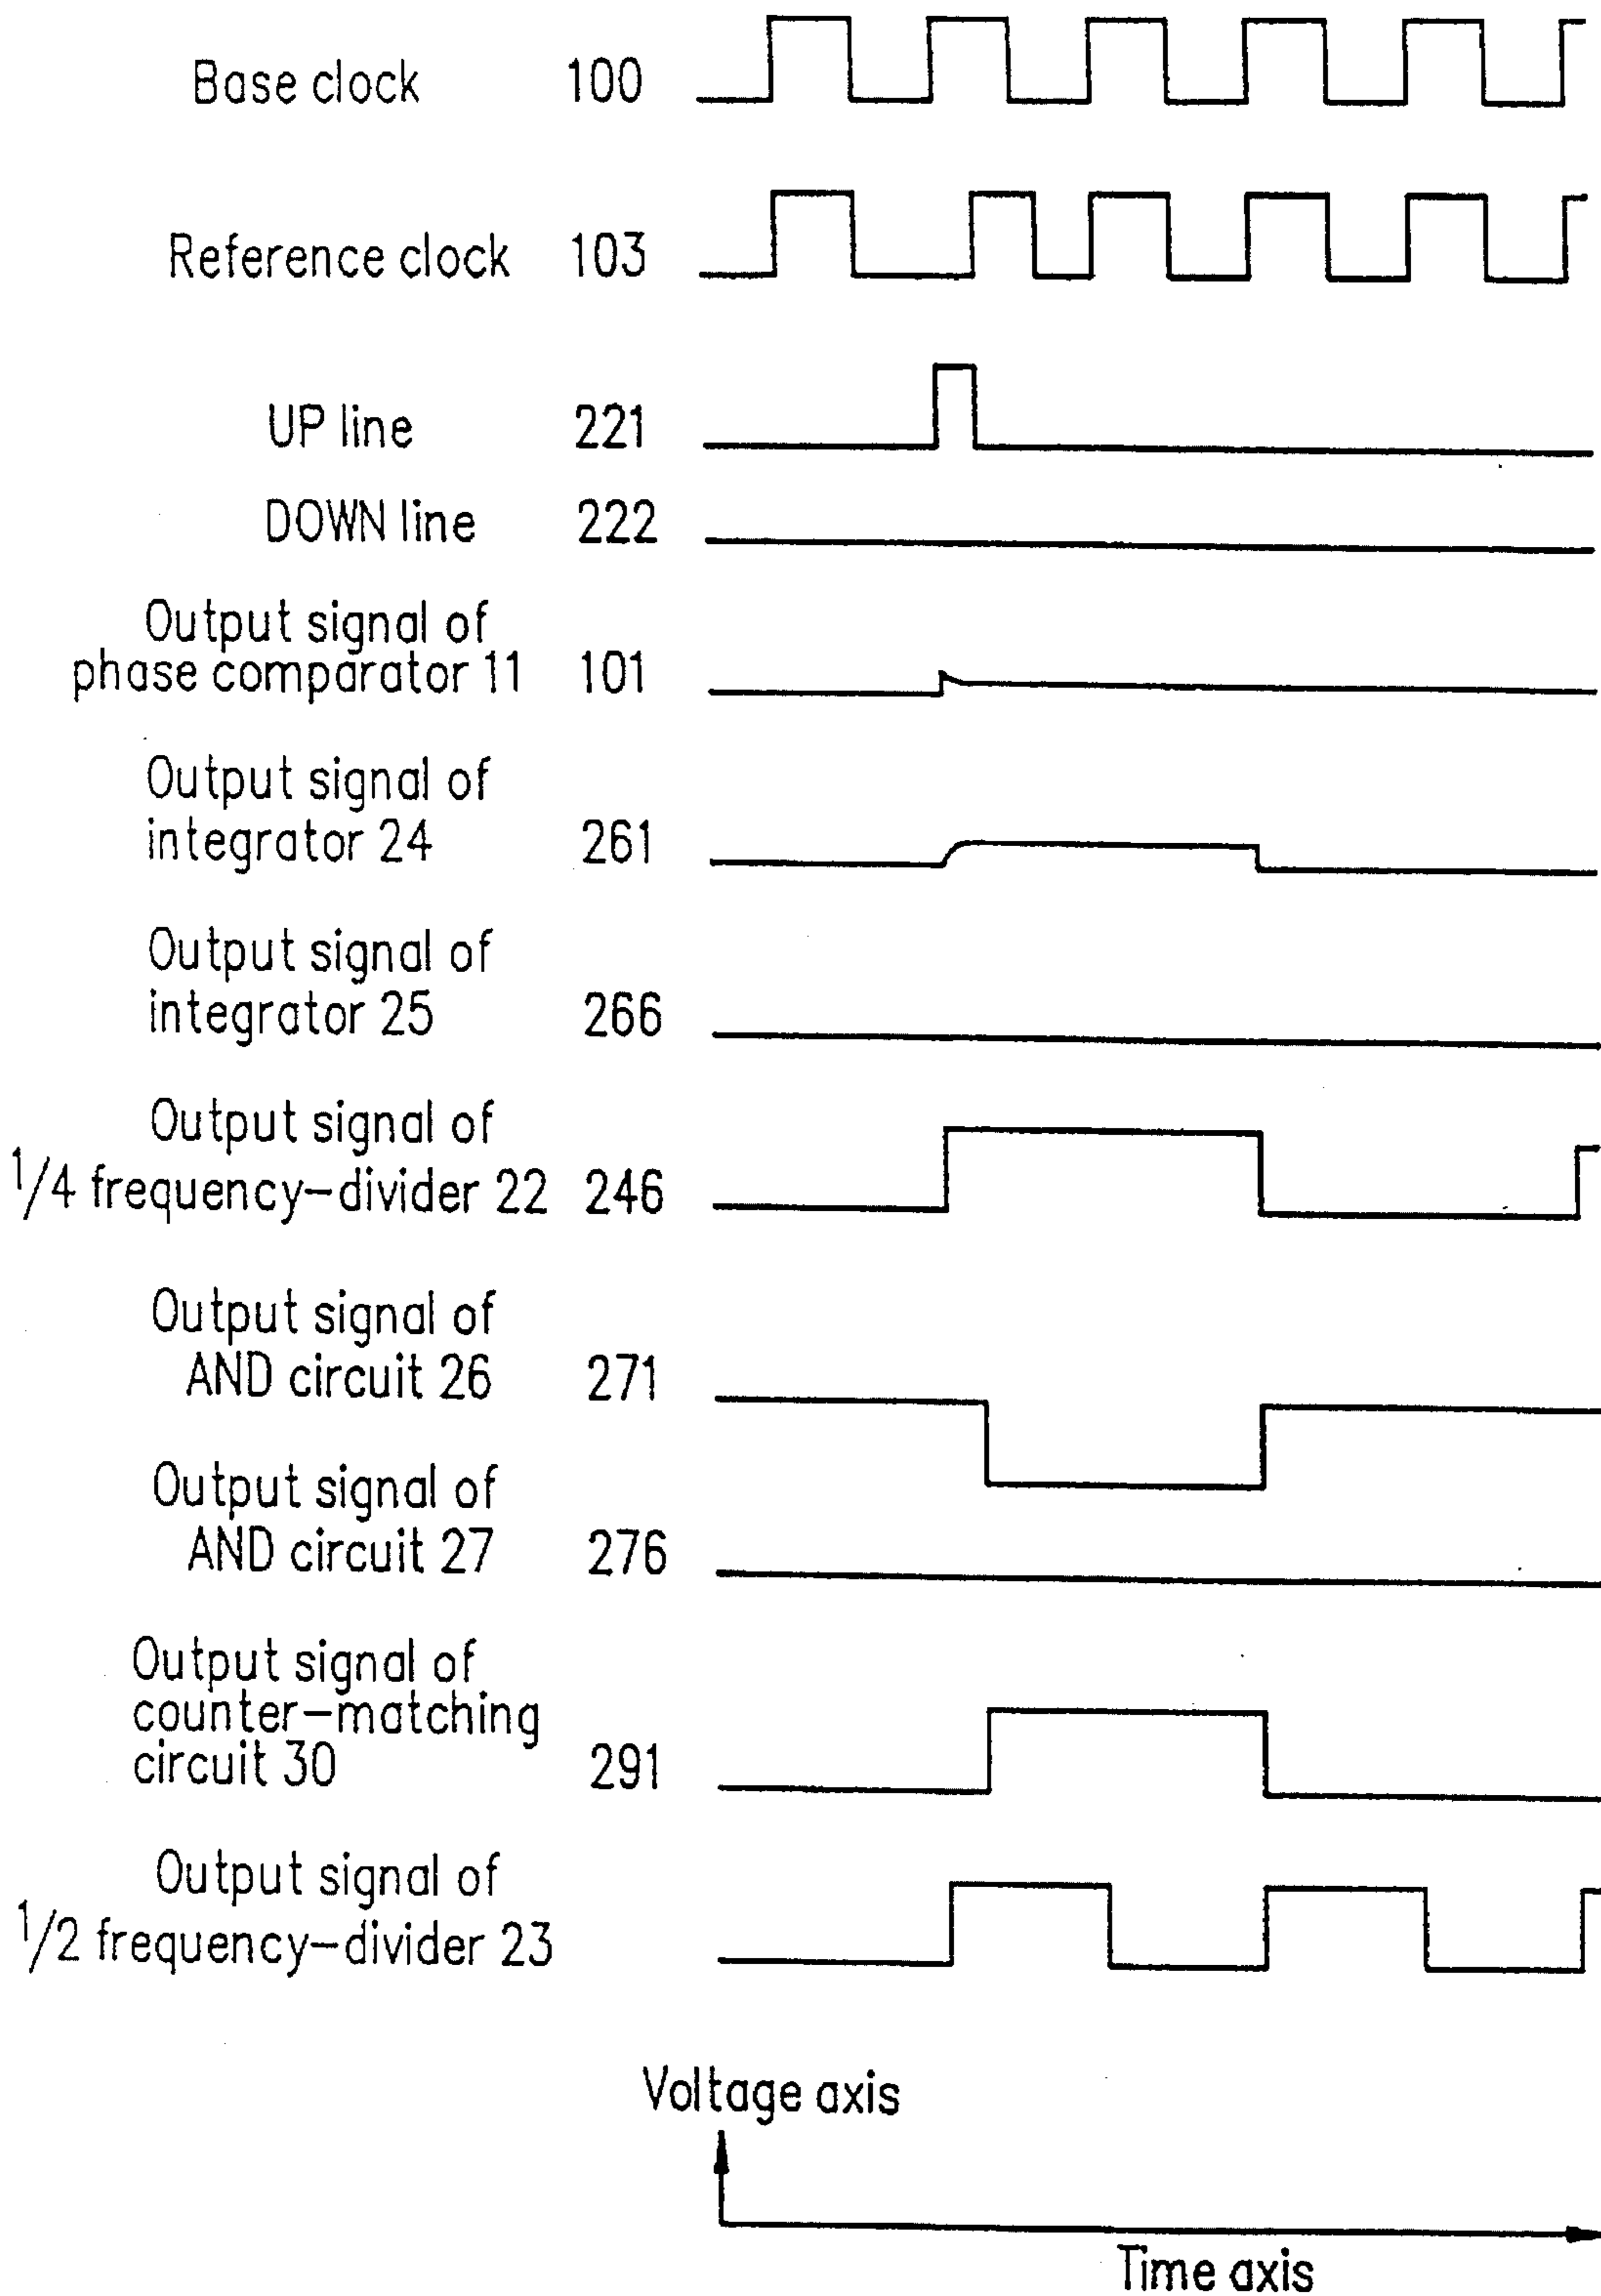 Base clock 100
Reference clock 103
UP line 221
DOWN line 222
Output signal of
phase comparator 11 101
Output signal of
integrator 24 261
Output signal of
integrator 25 266
Output signal of
1/4 frequency-divider 22 246
Output signal of
AND circuit 26 271
Output signal of
AND circuit 27 276
Output signal of
counter-matching
circuit 30 291
Output signal of
1/2 frequency-divider 23
Voltage axis
Time axis